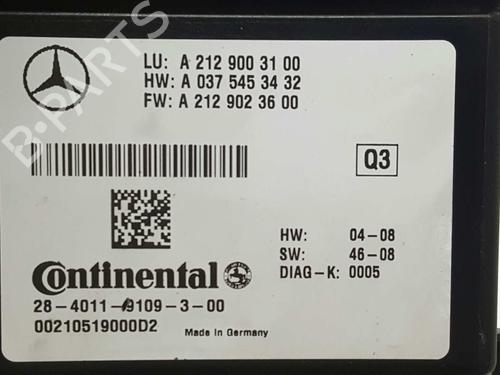 LU: A 212 900 31 00
HW: A 037 545 34 32
FW: A 212 902 36 00
B-PARTS
Q3
HW: 04-08
SW: 46-08
DIAG-K: 0005
Continental
28-4011-9109-3-00
00210519000D2
Made in Germany